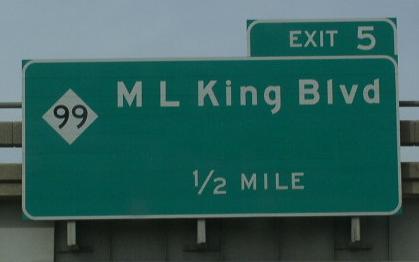 EXIT 5
99 M L King Blvd
1/2 MILE